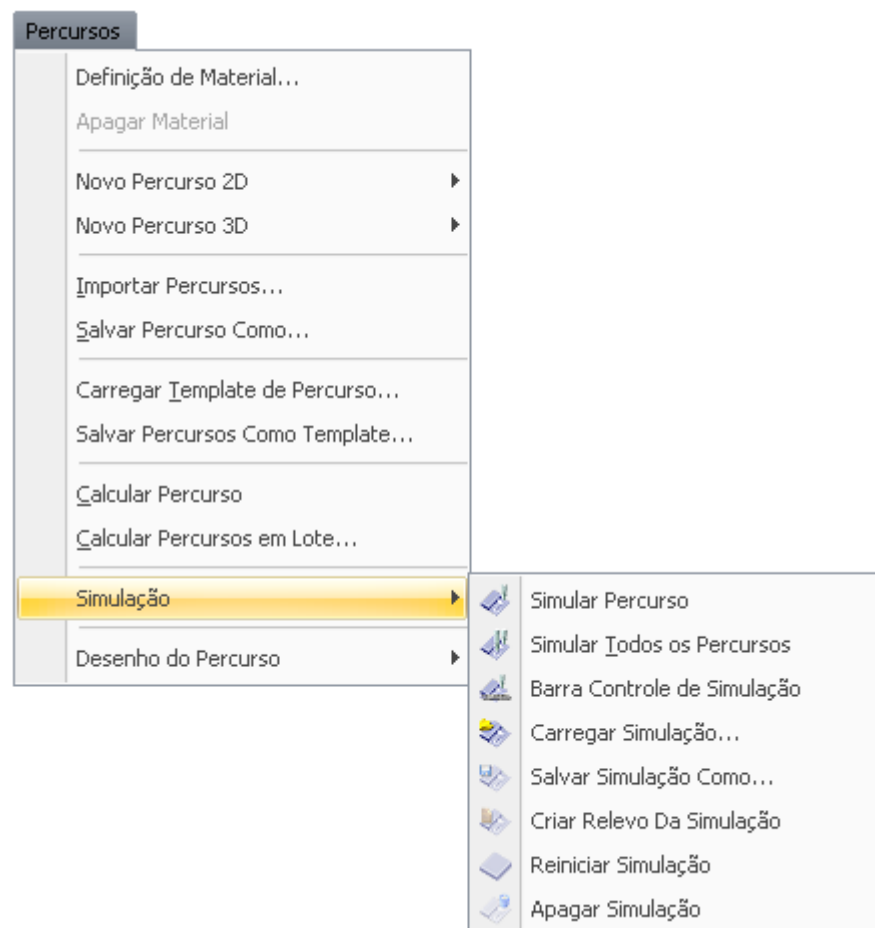 Percursos
Definição de Material...
Apagar Material
Novo Percurso 2D
Novo Percurso 3D
Importar Percursos...
Salvar Percurso Como...
Carregar Template de Percurso...
Salvar Percursos Como Template...
Calcular Percurso
Calcular Percursos em Lote...
Simulação
Desenho do Percurso
Simular Percurso
Simular Todos os Percursos
Barra Controle de Simulação
Carregar Simulação...
Salvar Simulação Como...
Criar Relevo Da Simulação
Reiniciar Simulação
Apagar Simulação